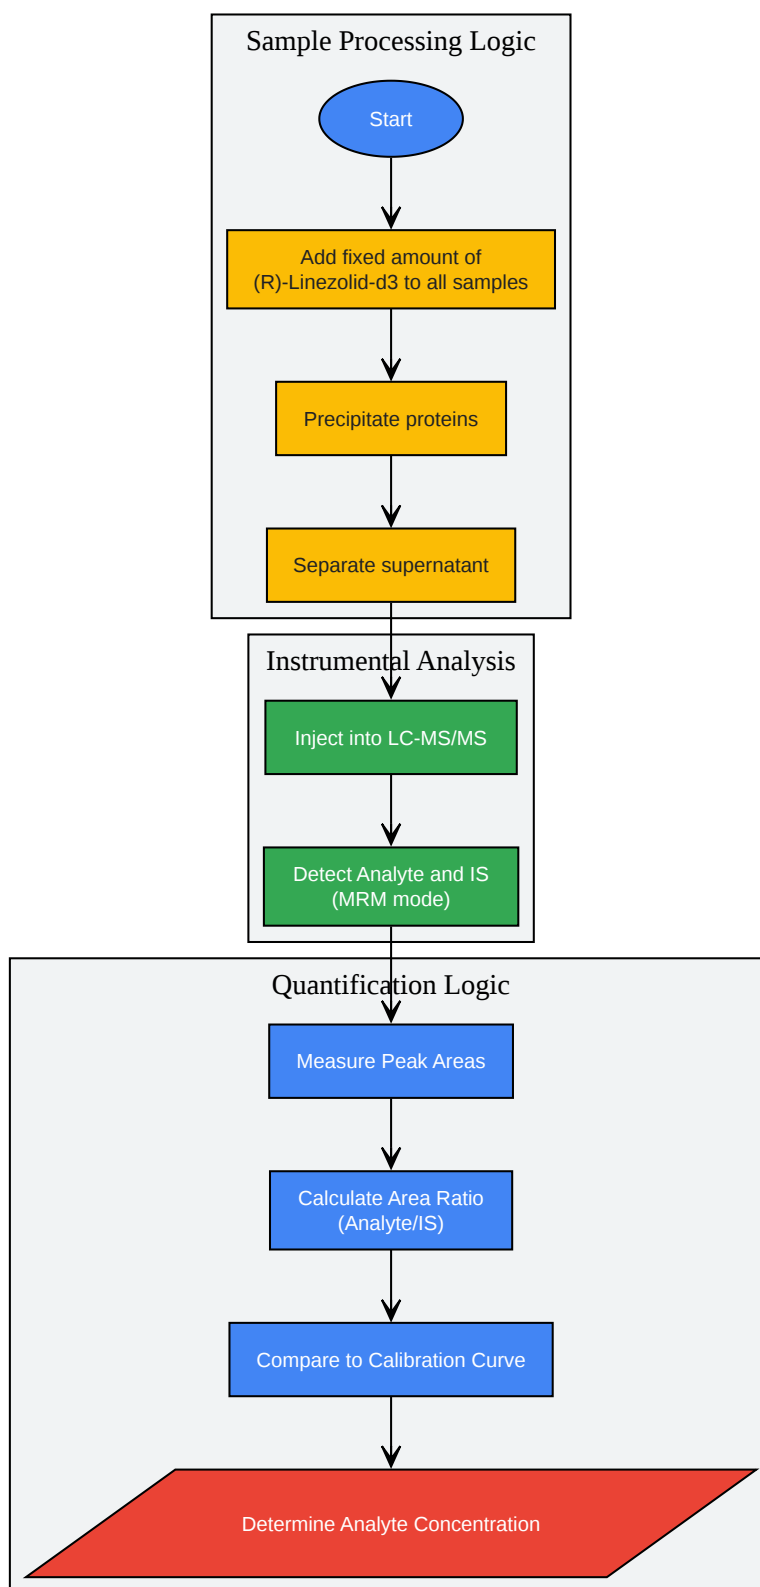 Sample Processing Logic
Start
Add fixed amount of
(R)-Linezolid-d3 to all samples
Precipitate proteins
Separate supernatant
Instrumental Analysis
Inject into LC-MS/MS
Detect Analyte and IS
(MRM mode)
Quantification Logic
Measure Peak Areas
Calculate Area Ratio
(Analyte/IS)
Compare to Calibration Curve
Determine Analyte Concentration